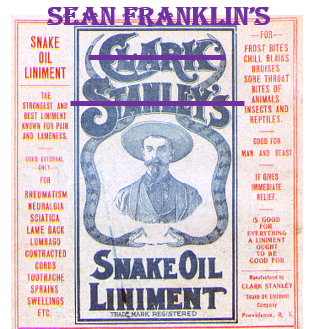 SEAN FRANKLIN'S
CLARK
STANLEY'S
SNAKE
OIL
LINIMENT
THE
STRONGEST AND
BEST LINIMENT
KNOWN FOR PAIN
AND LAMENESS.
USED EXTERNAL
ONLY
FOR
RHEUMATISM
NEURALGIA
SCIATICA
LAME BACK
LUMBAGO
CONTRACTED
CORDS
TOOTHACHE
SPRAINS
SWELLINGS
ETC.
SNAKE OIL
LINIMENT
TRADE MARK REGISTERED
—FOR—
FROST BITES
CHILL BLAINS
BRUISES
SORE THROAT
BITES OF
ANIMALS
INSECTS AND
REPTILES.
GOOD FOR
MAN AND BEAST
IT GIVES
IMMEDIATE
RELIEF.
IS GOOD
FOR
EVERYTHING
A LINIMENT
OUGHT TO
BE GOOD
FOR
Manufactured by
CLARK STANLEY
Snake Oil Liniment
Company
Providence, R. I.